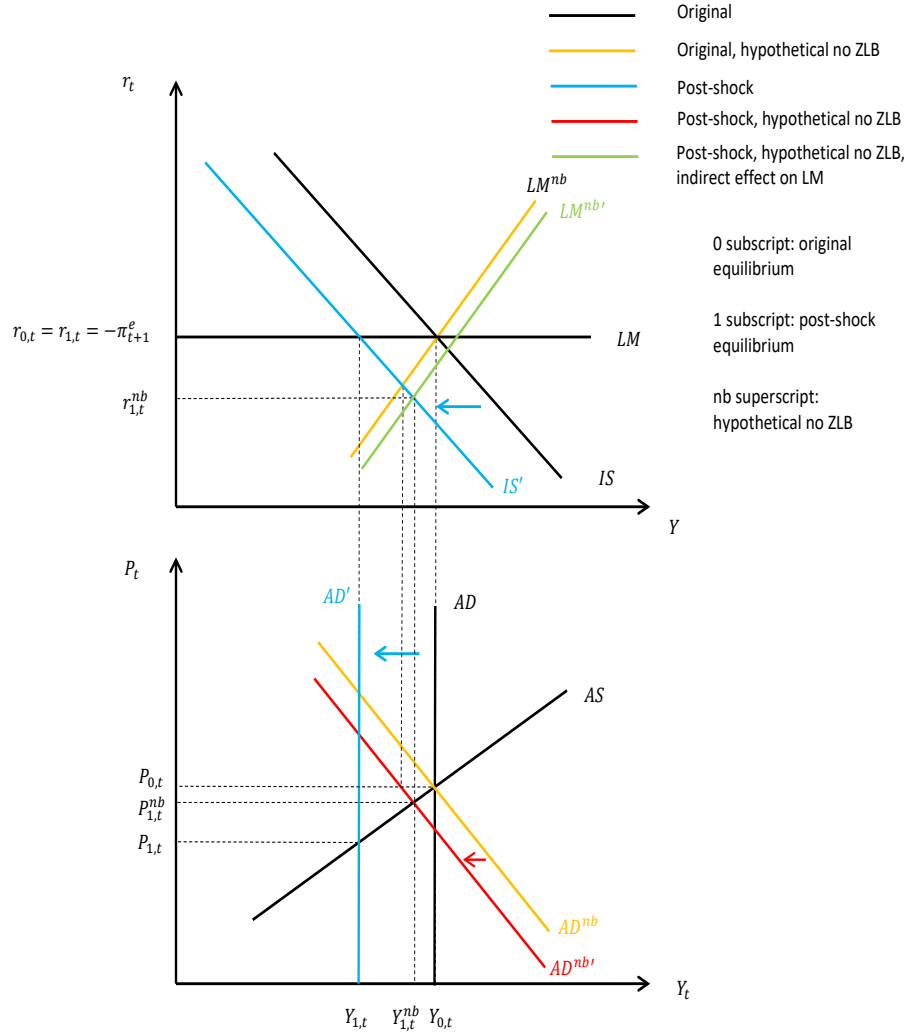 Original
Original, hypothetical no ZLB
Post-shock
Post-shock, hypothetical no ZLB
Post-shock, hypothetical no ZLB,
indirect effect on LM
0 subscript: original
equilibrium
1 subscript: post-shock
equilibrium
nb superscript:
hypothetical no ZLB
r_t
LM^{nb}
LM^{nb′}
r_{0,t} = r_{1,t} = −π^e_{t+1}
LM
r^{nb}_{1,t}
IS′
IS
Y
P_t
AD′
AD
AS
P_{0,t}
P^{nb}_{1,t}
P_{1,t}
AD^{nb}
AD^{nb′}
Y_{1,t}
Y^{nb}_{1,t}
Y_{0,t}
Y_t